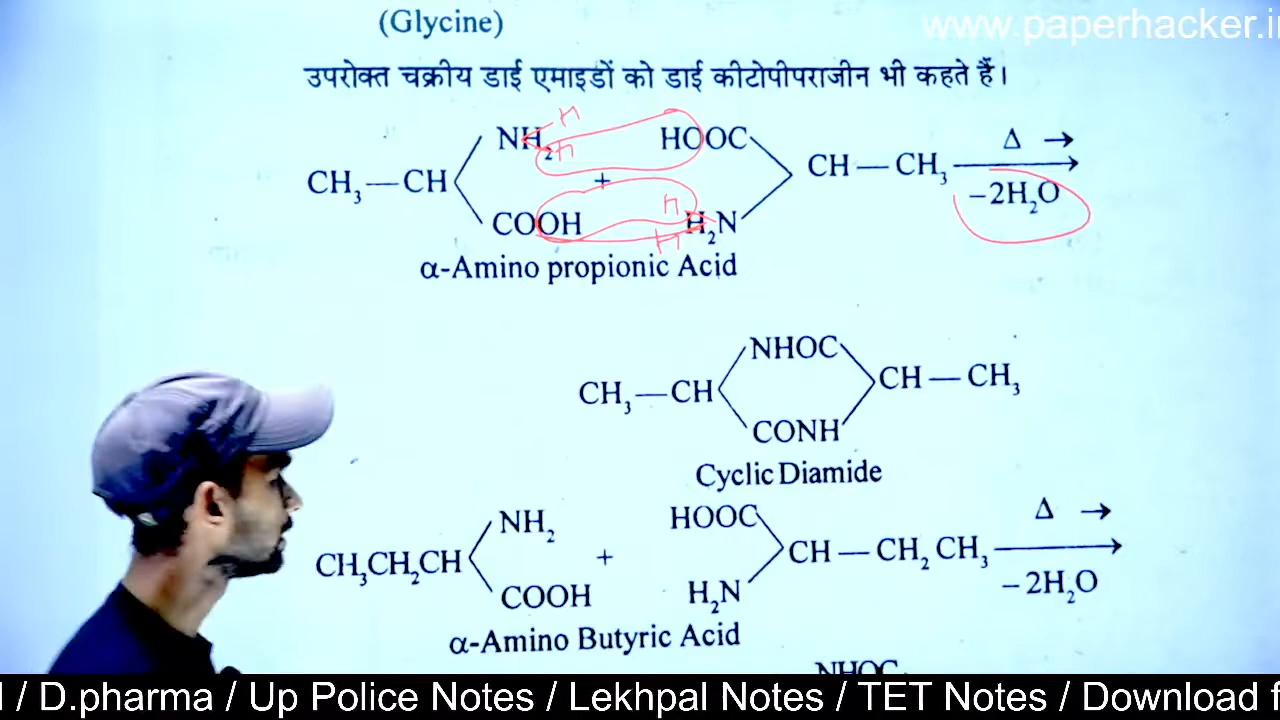 www.paperhacker.i
(Glycine)
उपरोक्त चक्रीय डाई एमाइडों को डाई कीटोपीपराजीन भी कहते हैं।
NH₂ HOOC Δ →
H
H
CH₃—CH + CH—CH₃ →
−2H₂O
H
COOH H₂N
H
α-Amino propionic Acid
NHOC
CH₃—CH CH—CH₃
CONH
Cyclic Diamide
NH₂ HOOC Δ →
CH₃CH₂CH + CH—CH₂CH₃ →
−2H₂O
COOH H₂N
α-Amino Butyric Acid
NHOC
/ D.pharma / Up Police Notes / Lekhpal Notes / TET Notes / Download f